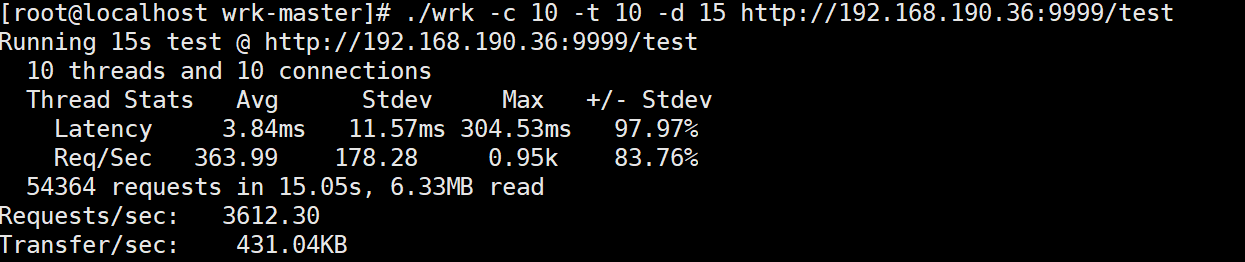 [root@localhost wrk-master]# ./wrk -c 10 -t 10 -d 15 http://192.168.190.36:9999/test
Running 15s test @ http://192.168.190.36:9999/test
  10 threads and 10 connections
  Thread Stats   Avg      Stdev     Max   +/- Stdev
    Latency     3.84ms   11.57ms 304.53ms   97.97%
    Req/Sec   363.99    178.28     0.95k    83.76%
  54364 requests in 15.05s, 6.33MB read
Requests/sec:   3612.30
Transfer/sec:    431.04KB